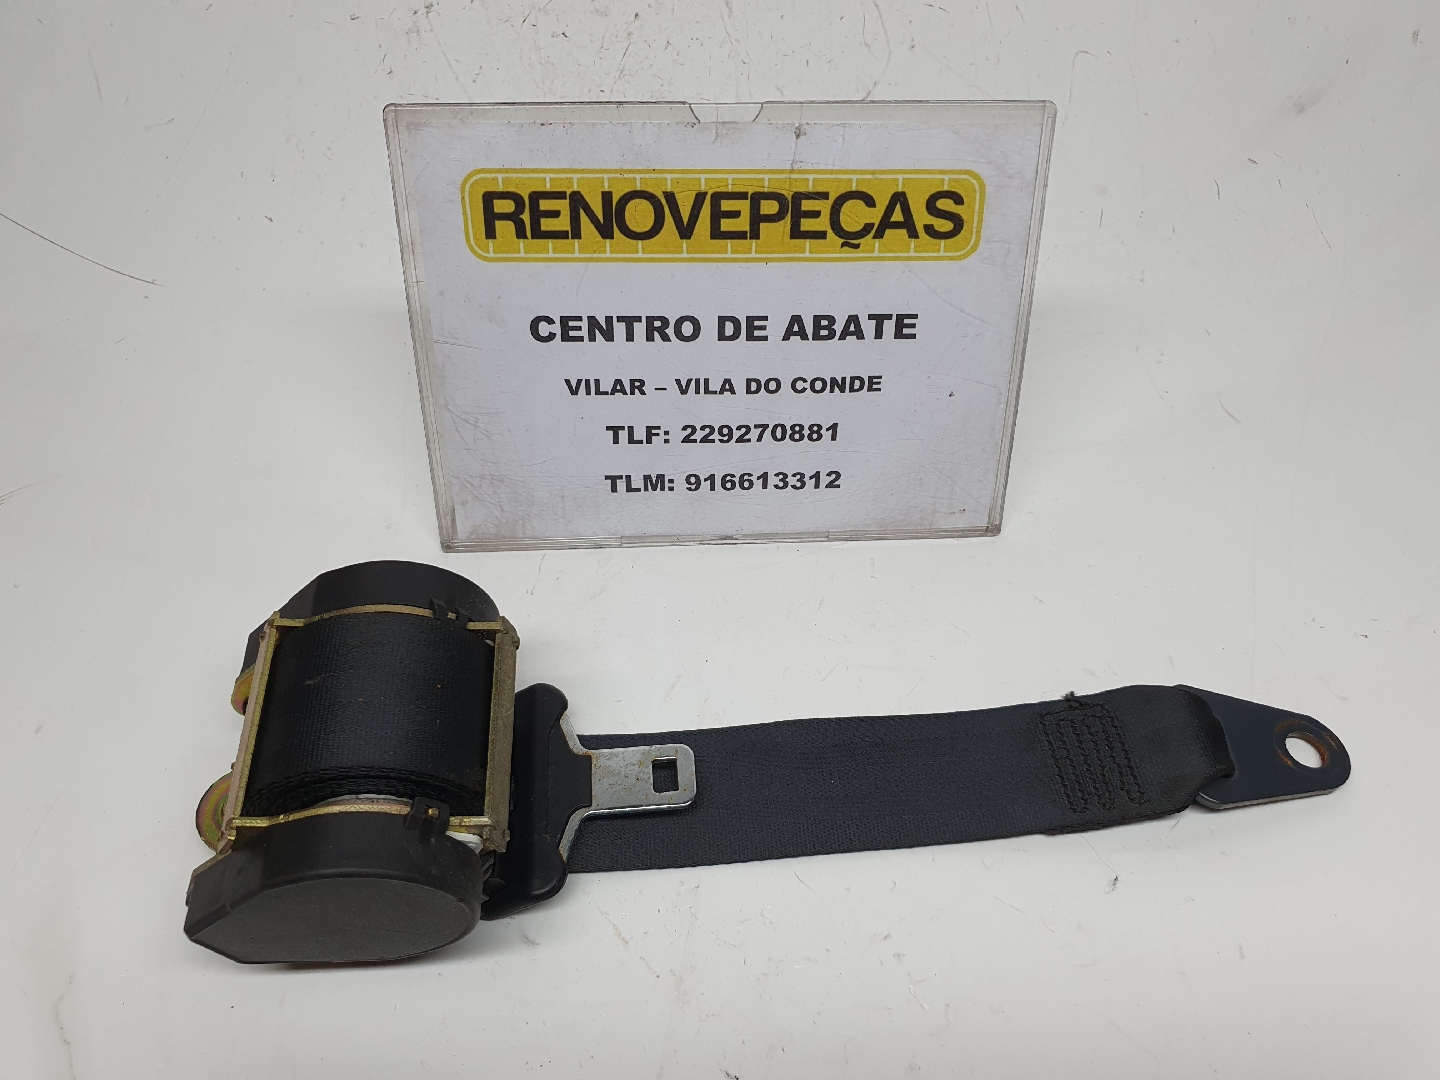 RENOVEPEÇAS
CENTRO DE ABATE
VILAR – VILA DO CONDE
TLF: 229270881
TLM: 916613312